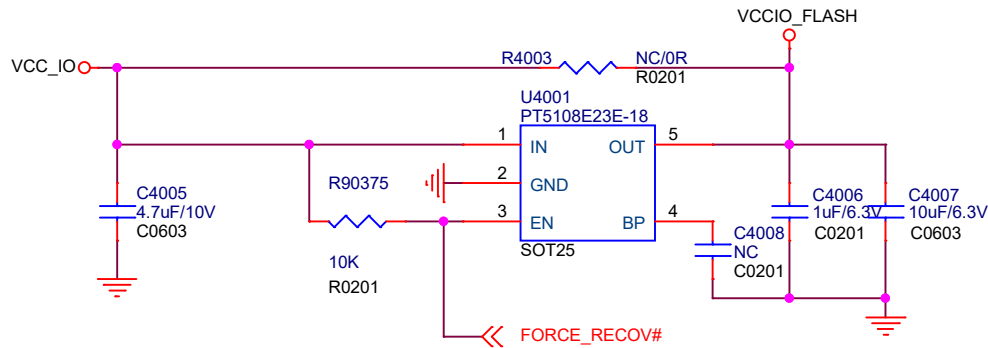 VCCIO_FLASH
VCC_IO
R4003 NC/0R
R0201
U4001
PT5108E23E-18
1 IN OUT 5
2 GND
3 EN BP 4
SOT25
R90375
10K
R0201
C4005
4.7uF/10V
C0603
C4006
1uF/6.3V
C0201
C4007
10uF/6.3V
C0603
C4008
NC
C0201
FORCE_RECOV#